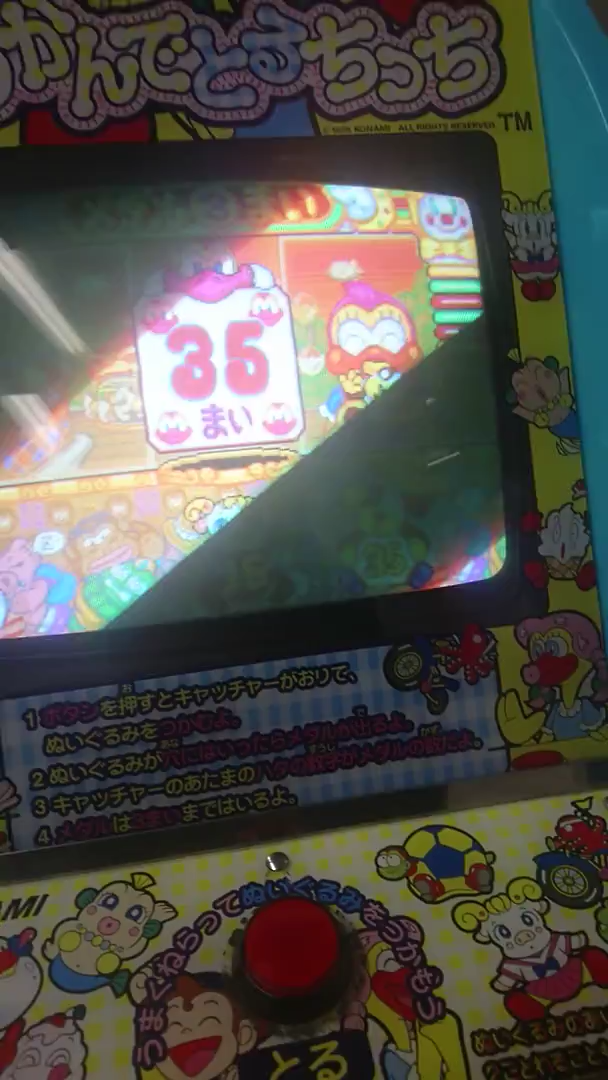 かんでとるちっち
KONAMI ALL RIGHTS RESERVED TM
35
まい
1 ボタンを押すとキャッチャーがおりて、
ぬいぐるみをつかむよ。
2 ぬいぐるみが穴にはいったらメダルが出るよ。
3 キャッチャーのあたまのハタの数字がメダルの数だよ。
4 メダルは まいまではいるよ。
AMI
うまくねらってぬいぐるみをつかもう
とる